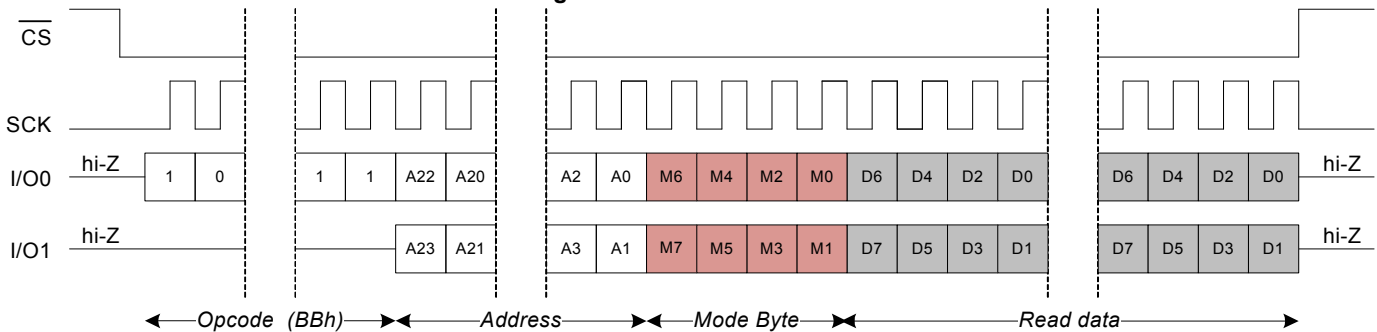 g
CS
SCK
hi-Z hi-Z
I/O0 1 0 1 1 A22 A20 A2 A0 M6 M4 M2 M0 D6 D4 D2 D0 D6 D4 D2 D0
hi-Z hi-Z
I/O1 A23 A21 A3 A1 M7 M5 M3 M1 D7 D5 D3 D1 D7 D5 D3 D1
Opcode (BBh) Address Mode Byte Read data